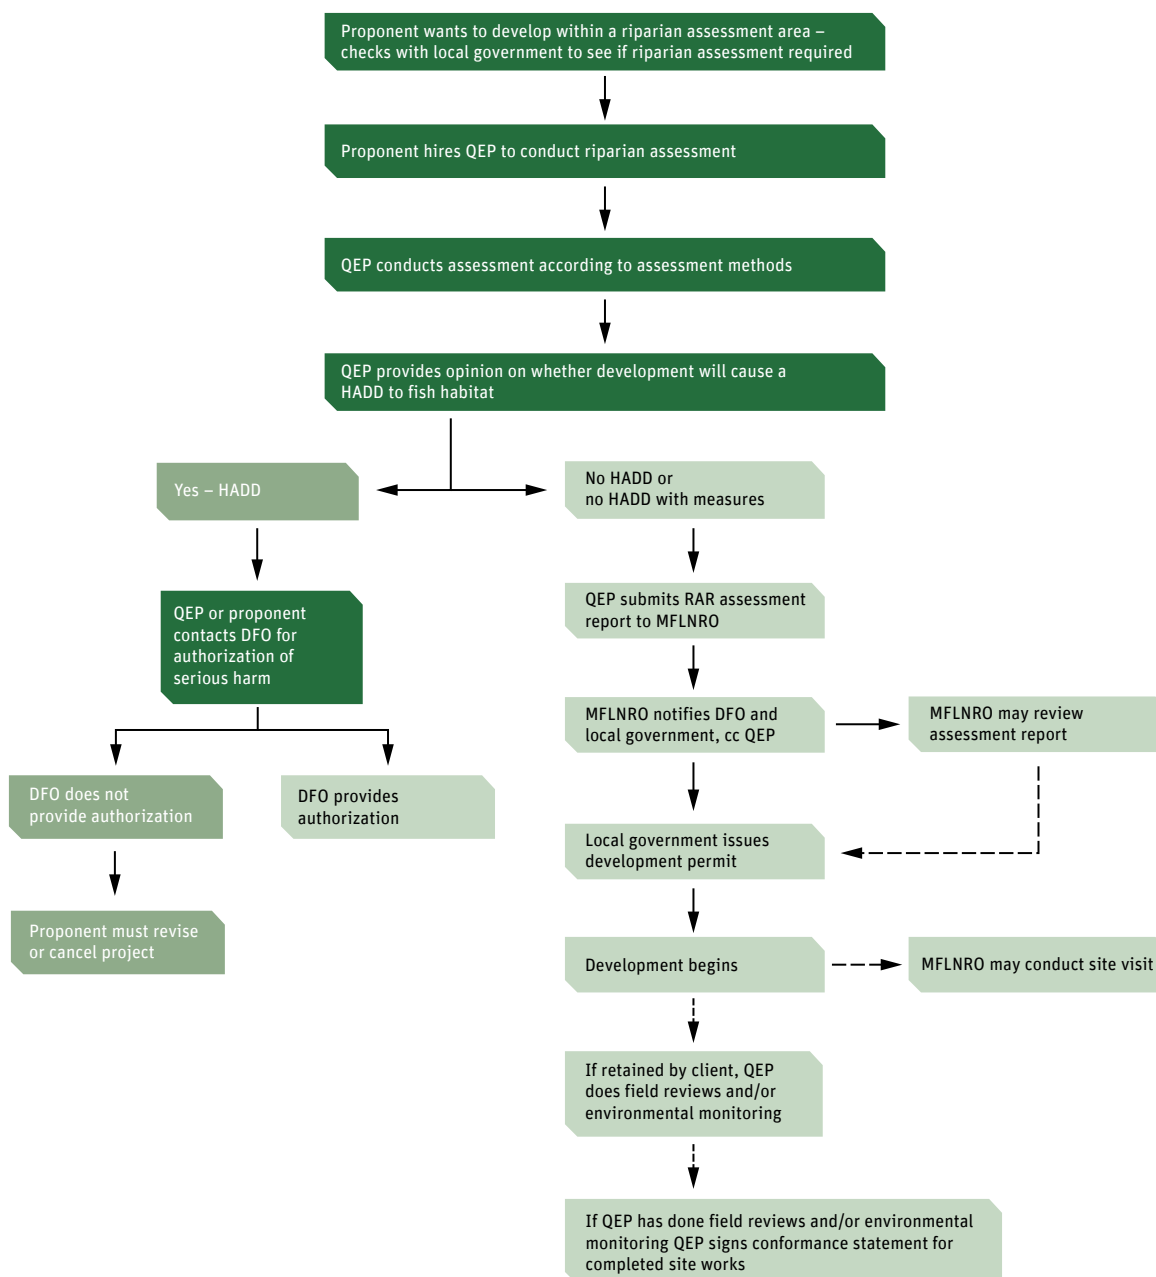 Proponent wants to develop within a riparian assessment area –
checks with local government to see if riparian assessment required
Proponent hires QEP to conduct riparian assessment
QEP conducts assessment according to assessment methods
QEP provides opinion on whether development will cause a
HADD to fish habitat
Yes – HADD
No HADD or
no HADD with measures
QEP or proponent
contacts DFO for
authorization of
serious harm
QEP submits RAR assessment
report to MFLNRO
MFLNRO notifies DFO and
local government, cc QEP
MFLNRO may review
assessment report
DFO does not
provide authorization
DFO provides
authorization
Local government issues
development permit
Proponent must revise
or cancel project
Development begins
MFLNRO may conduct site visit
If retained by client, QEP
does field reviews and/or
environmental monitoring
If QEP has done field reviews and/or environmental
monitoring QEP signs conformance statement for
completed site works